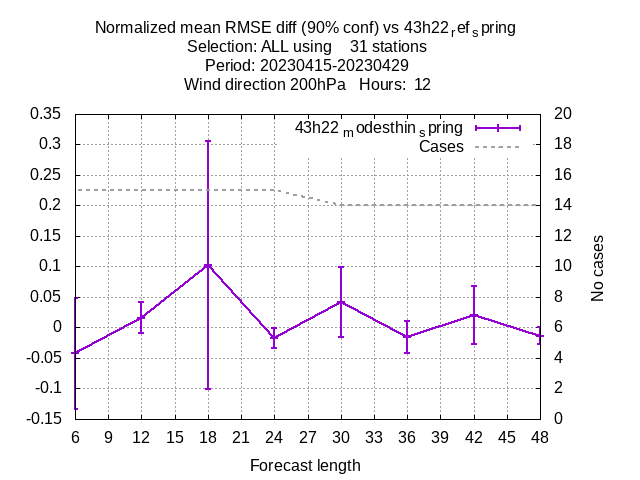 Normalized mean RMSE diff (90% conf) vs 43h22ᵣefₛpring
Selection: ALL using 31 stations
Period: 20230415-20230429
Wind direction 200hPa Hours: 12
43h22ₘodesthinₛpring
Cases
0.35
0.3
0.25
0.2
0.15
0.1
0.05
0
-0.05
-0.1
-0.15
20
18
16
14
12
10
8
6
4
2
0
No cases
6 9 12 15 18 21 24 27 30 33 36 39 42 45 48
Forecast length